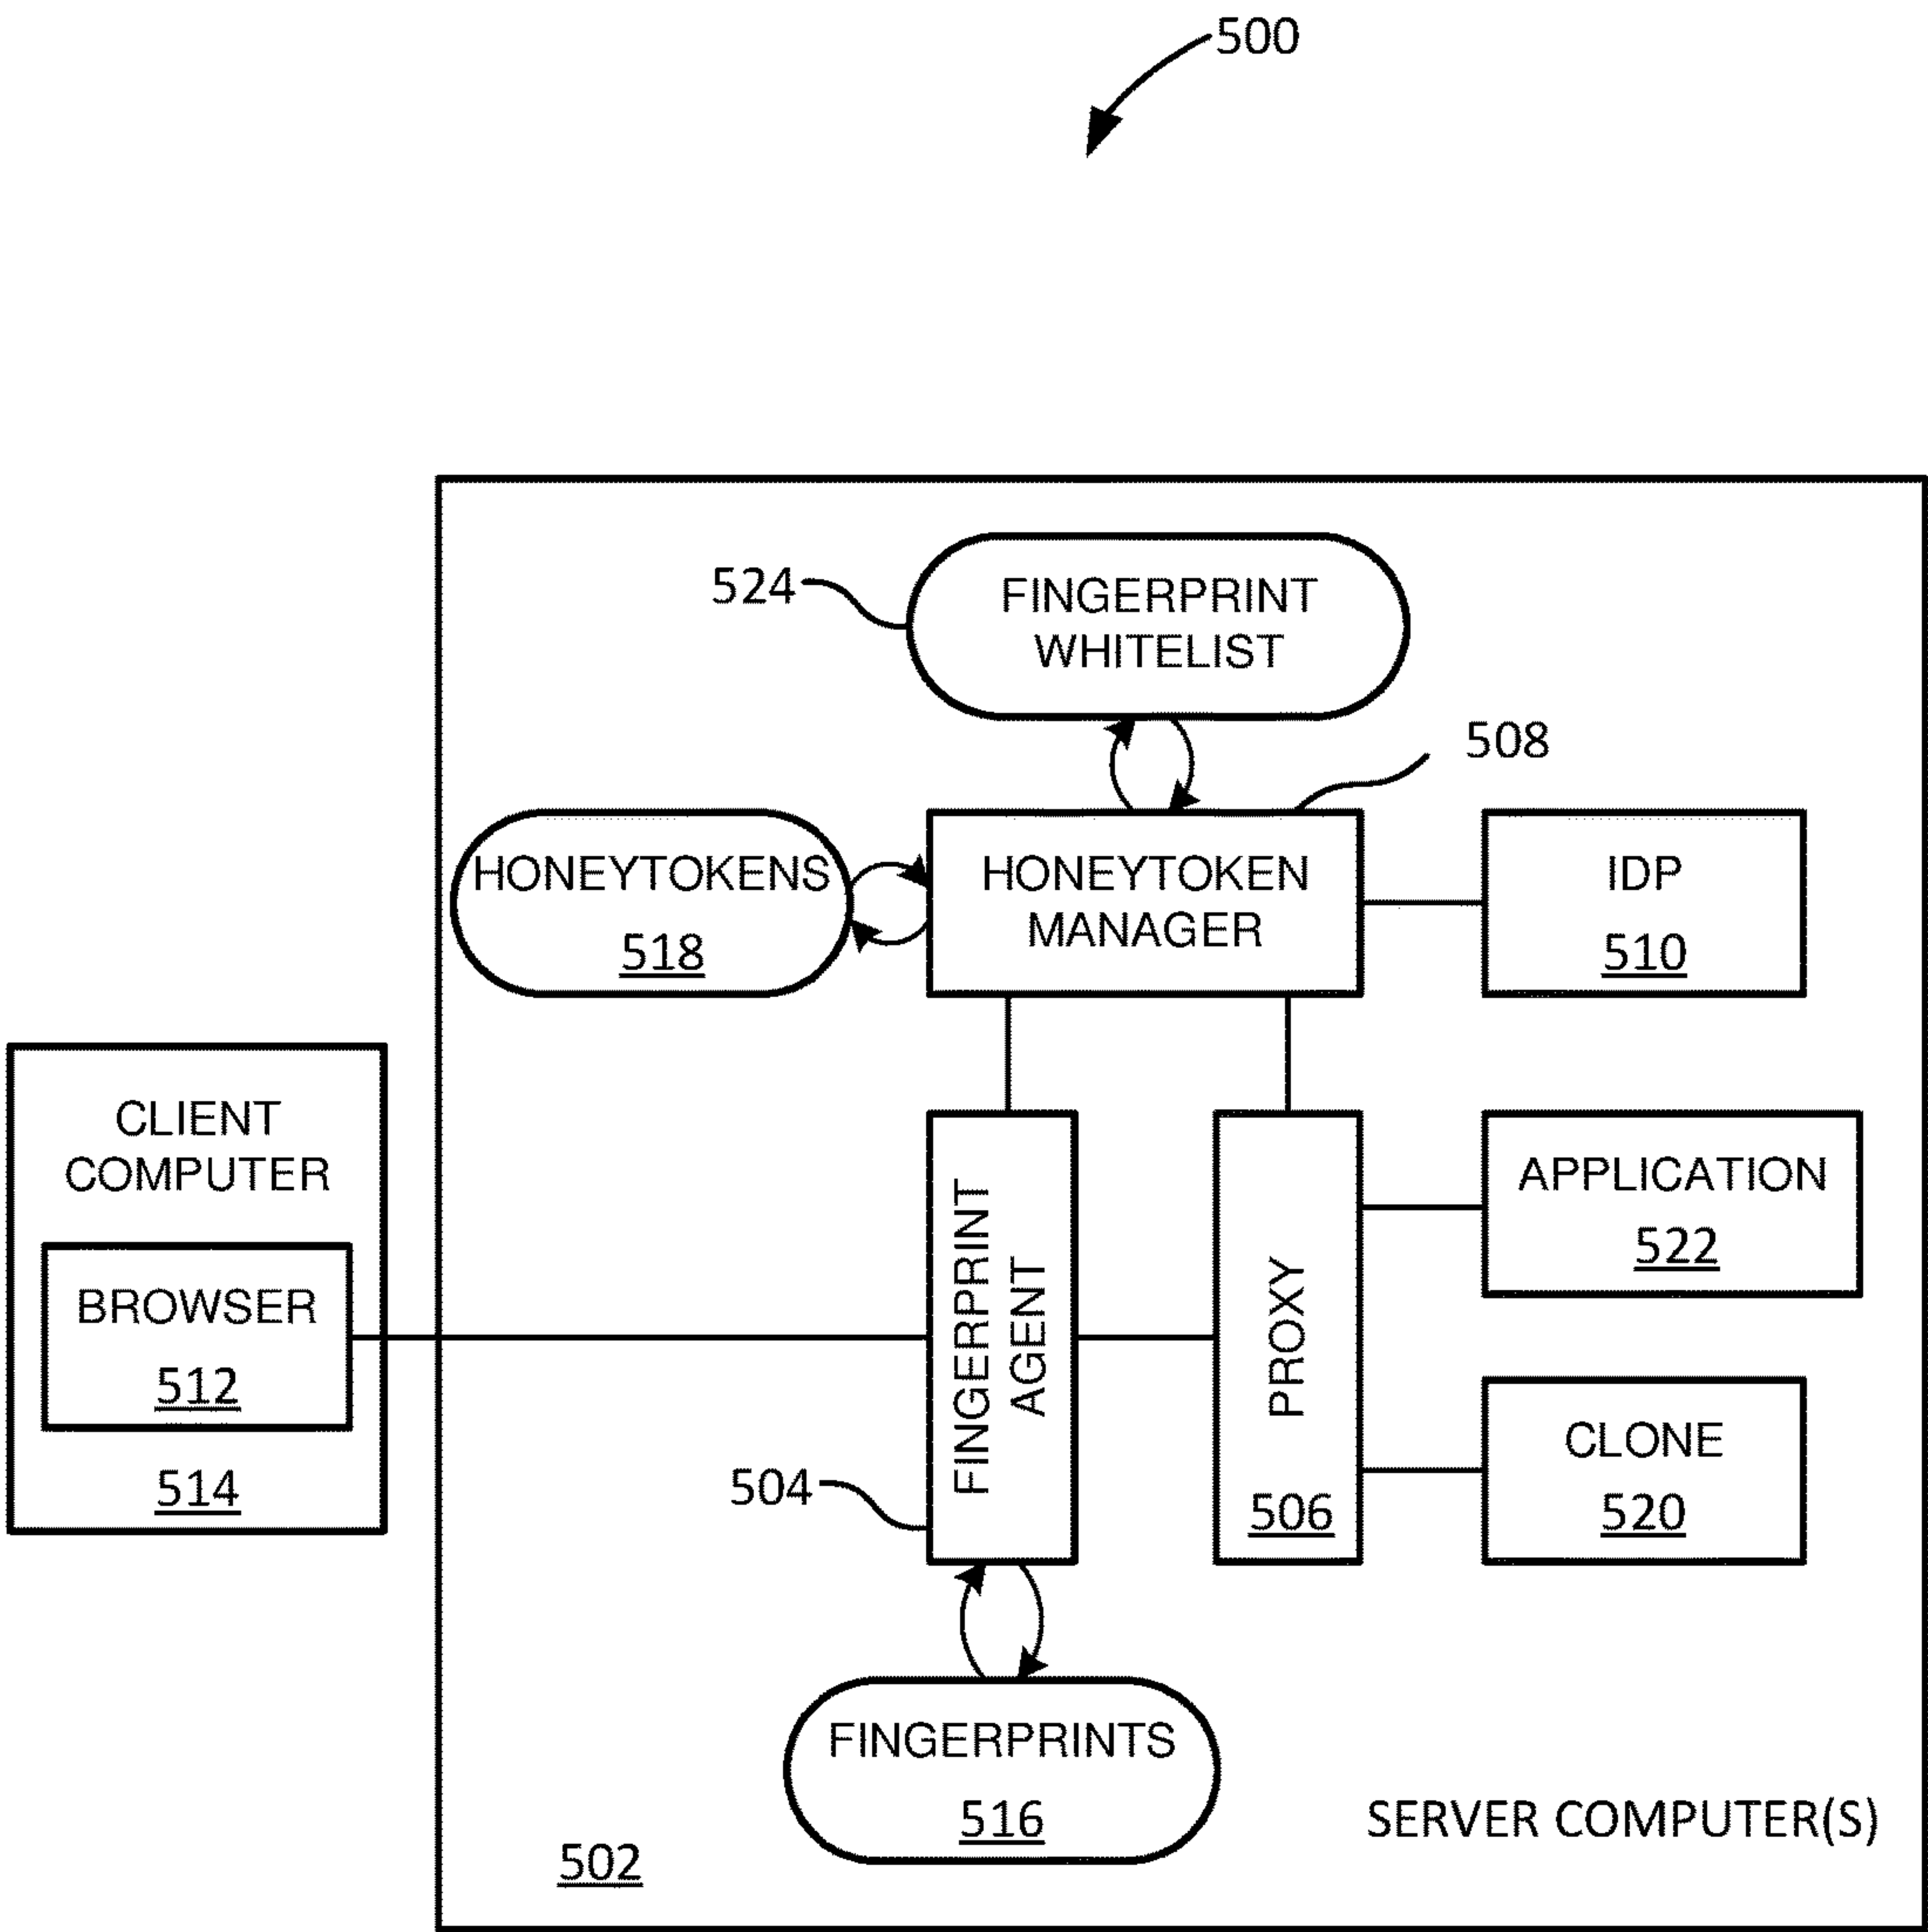 500
524
FINGERPRINT
WHITELIST
508
HONEYTOKENS
518
HONEYTOKEN
MANAGER
IDP
510
CLIENT
COMPUTER
BROWSER
512
514
FINGERPRINT
AGENT
504
PROXY
506
APPLICATION
522
CLONE
520
FINGERPRINTS
516
502
SERVER COMPUTER(S)